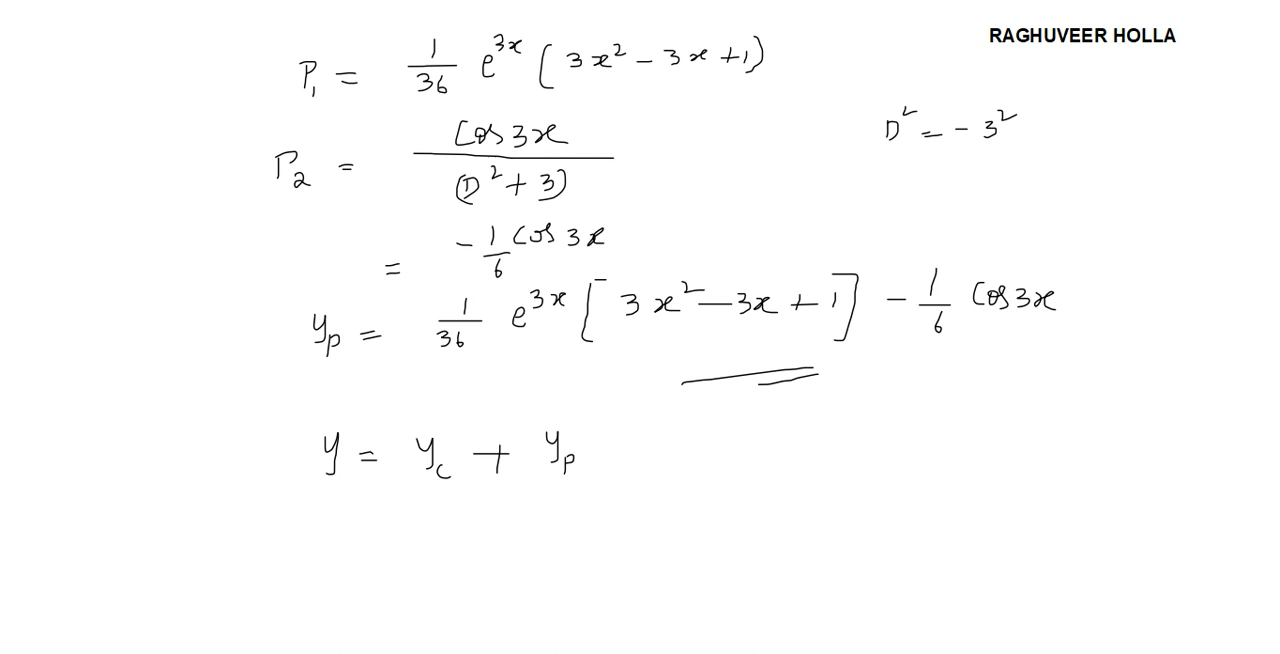 RAGHUVEER HOLLA
P₁ = 1/36 e^{3x} [3x² - 3x + 1]
D² = - 3²
P₂ = Cos 3x / (D² + 3)
= - 1/6 Cos 3x
y_p = 1/36 e^{3x} [3x² - 3x + 1] - 1/6 Cos 3x
y = y_c + y_p